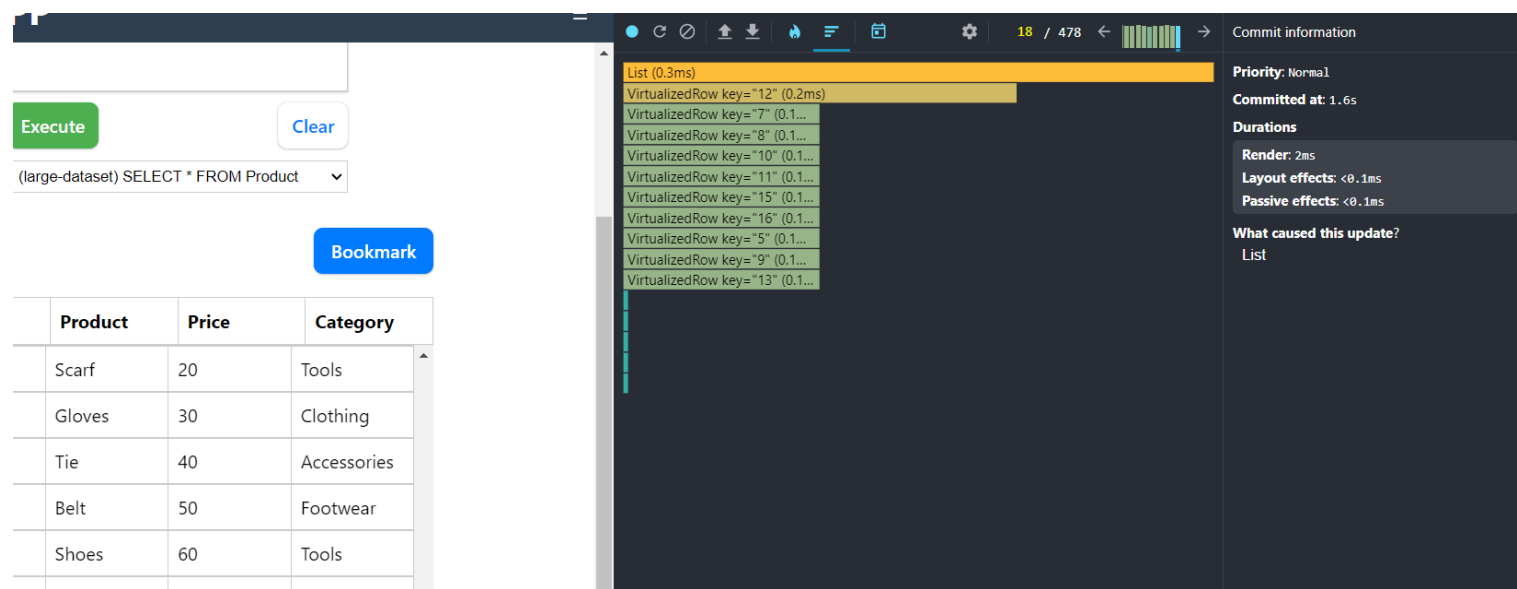 Execute
Clear
(large-dataset) SELECT * FROM Product
Bookmark
Product Price Category
Scarf 20 Tools
Gloves 30 Clothing
Tie 40 Accessories
Belt 50 Footwear
Shoes 60 Tools
18 / 478
List (0.3ms)
VirtualizedRow key="12" (0.2ms)
VirtualizedRow key="7" (0.1...
VirtualizedRow key="8" (0.1...
VirtualizedRow key="10" (0.1...
VirtualizedRow key="11" (0.1...
VirtualizedRow key="15" (0.1...
VirtualizedRow key="16" (0.1...
VirtualizedRow key="5" (0.1...
VirtualizedRow key="9" (0.1...
VirtualizedRow key="13" (0.1...
Commit information
Priority: Normal
Committed at: 1.6s
Durations
Render: 2ms
Layout effects: <0.1ms
Passive effects: <0.1ms
What caused this update?
List